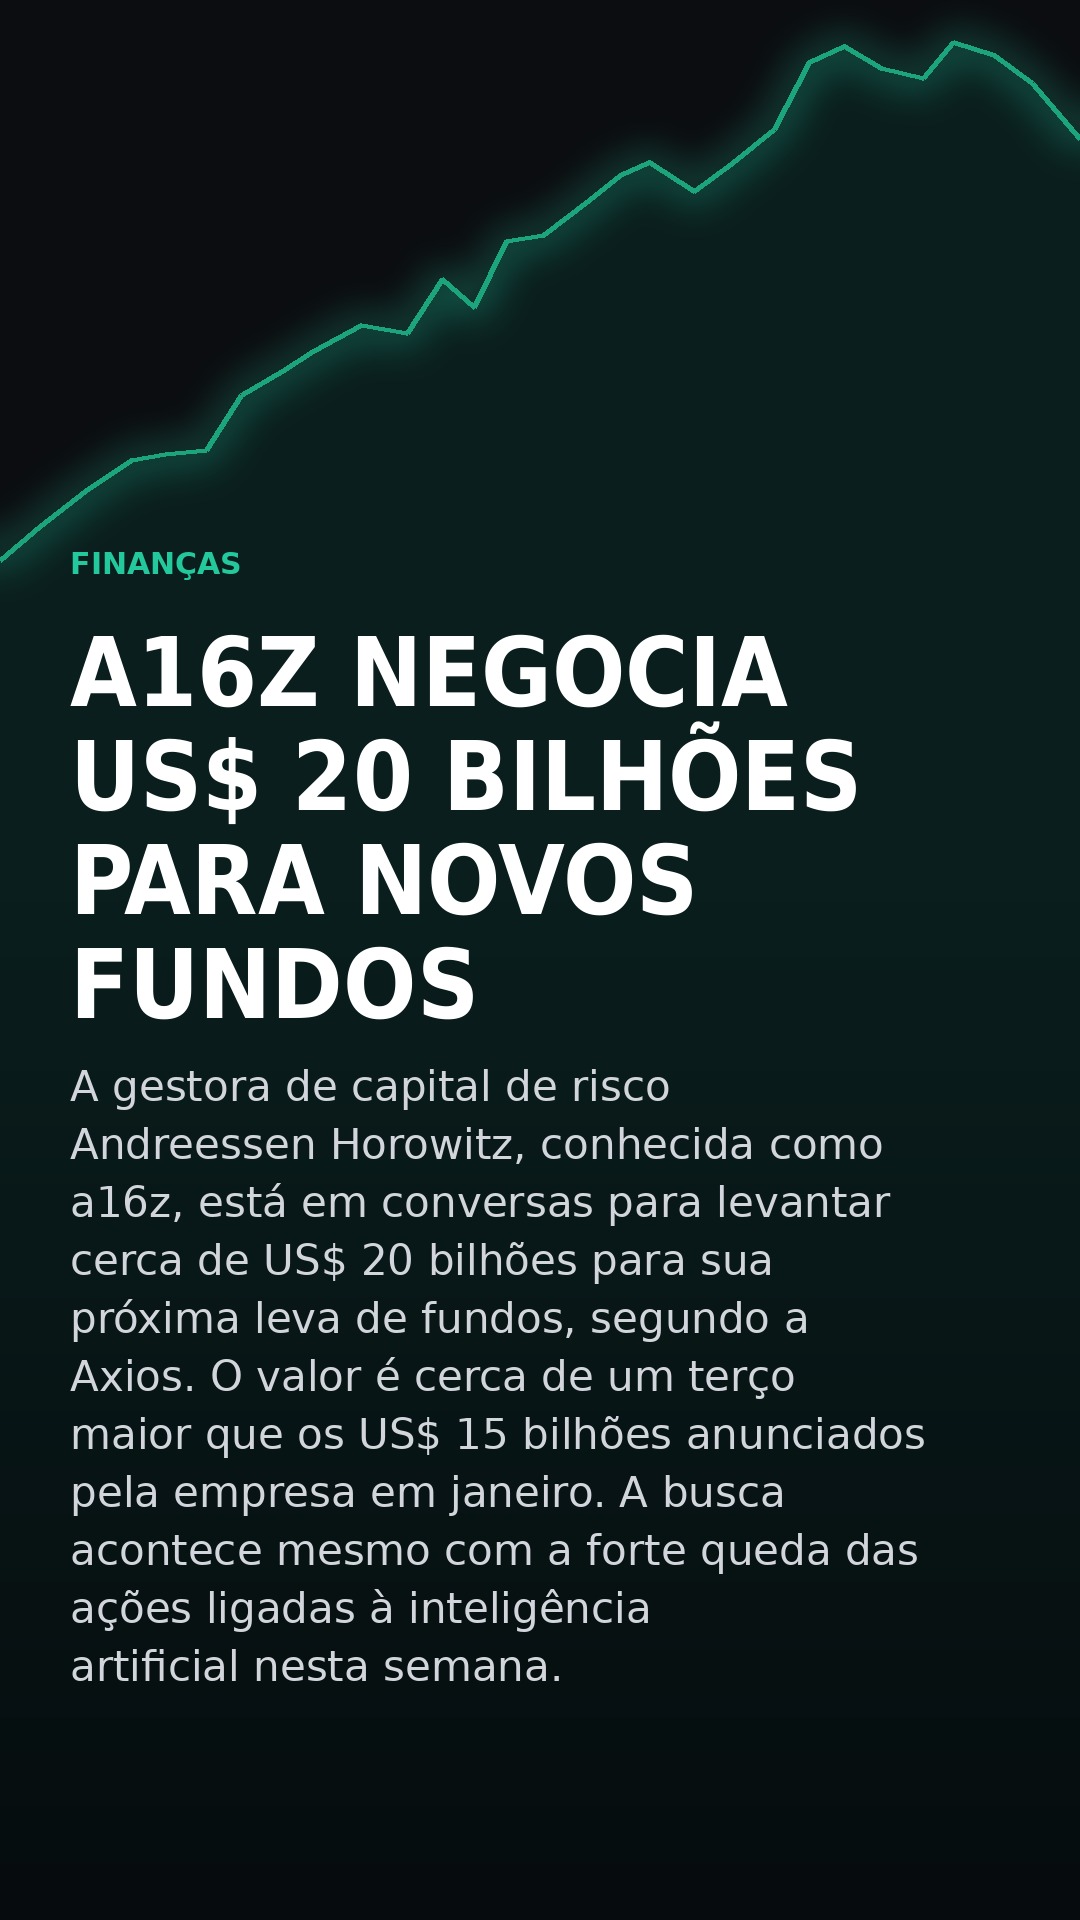 FINANÇAS
A16Z NEGOCIA
US$ 20 BILHÕES
PARA NOVOS
FUNDOS
A gestora de capital de risco
Andreessen Horowitz, conhecida como
a16z, está em conversas para levantar
cerca de US$ 20 bilhões para sua
próxima leva de fundos, segundo a
Axios. O valor é cerca de um terço
maior que os US$ 15 bilhões anunciados
pela empresa em janeiro. A busca
acontece mesmo com a forte queda das
ações ligadas à inteligência
artificial nesta semana.